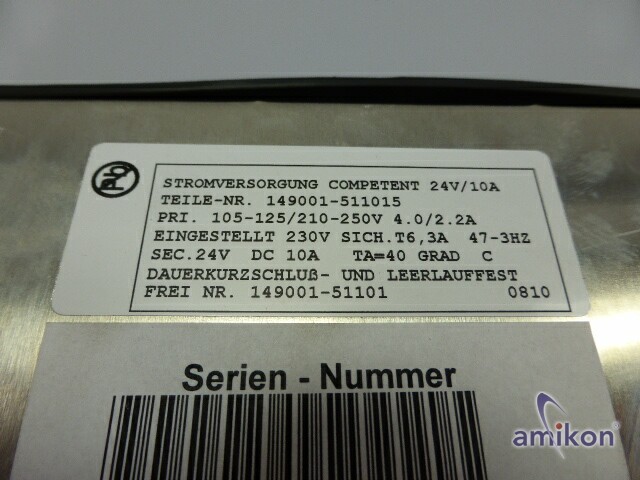 Pb
STROMVERSORGUNG COMPETENT 24V/10A
TEILE-NR. 149001-511015
PRI. 105-125/210-250V 4.0/2.2A
EINGESTELLT 230V SICH.T6,3A 47-3HZ
SEC.24V DC 10A TA=40 GRAD C
DAUERKURZSCHLUß- UND LEERLAUFFEST
FREI NR. 149001-51101 0810
Serien - Nummer
amikon